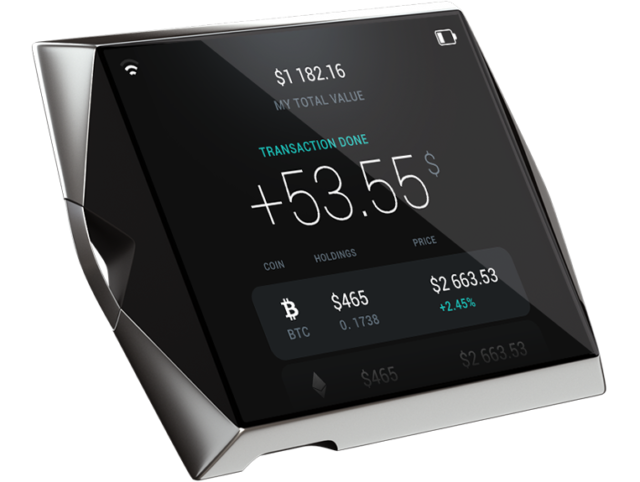 $1 182.16
MY TOTAL VALUE
TRANSACTION DONE
+53.55$
COIN HOLDINGS PRICE
$465 $2 663.53
BTC 0.1738 +2.45%
$465 $2 663.53